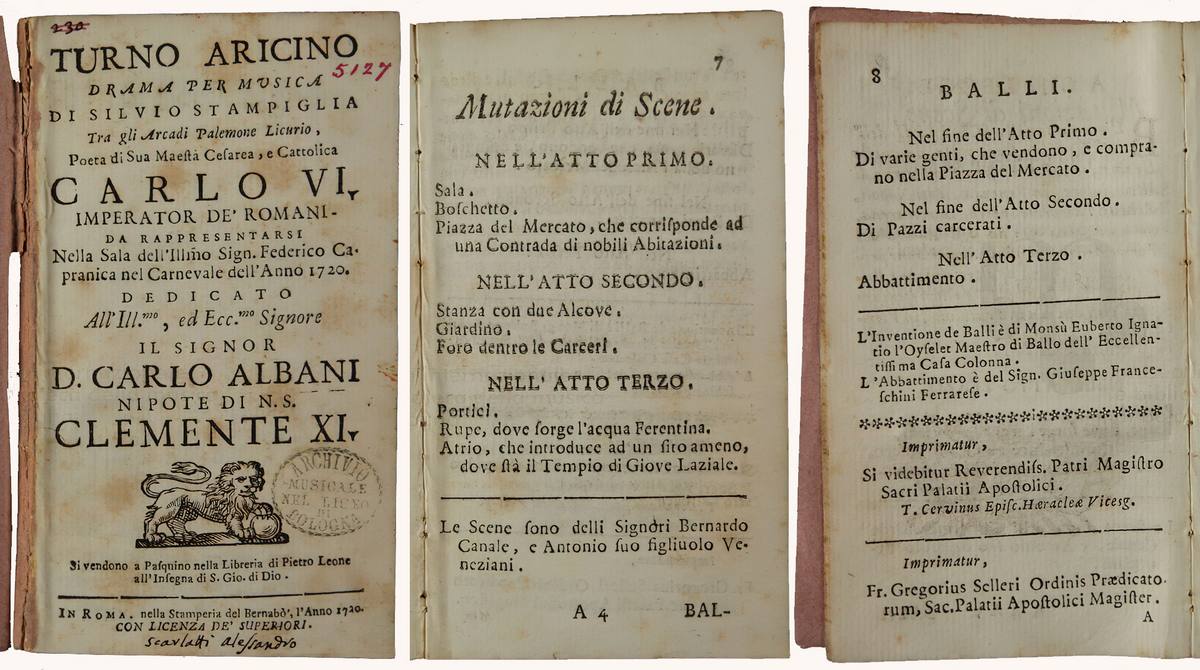 230
TURNO ARICINO
DRAMA PER MVSICA
5127
DI SILVIO STAMPIGLIA
Tra gli Arcadi Palemone Licurio,
Poeta di Sua Maeſtà Ceſarea, e Cattolica
CARLO VI,
IMPERATOR DE' ROMANI-
DA RAPPRESENTARSI
Nella Sala dell'Illmo Sign. Federico Ca-
pranica nel Carnevale dell'Anno 1720.
DEDICATO
All'Ill.mo, ed Ecc.mo Signore
IL SIGNOR
D. CARLO ALBANI
NIPOTE DI N. S.
CLEMENTE XI,
ARCHIVIO
MUSICALE
NEL LICEO
DI
BOLOGNA
Si vendono a Paſquino nella Libreria di Pietro Leone
all'Inſegna di S. Gio. di Dio.
IN ROMA. nella Stamperia del Bernabò, l'Anno 1720.
CON LICENZA DE' SUPERIORI.
Scarlatti Alessandro
7
Mutazioni di Scene.
NELL'ATTO PRIMO.
Sala.
Boſchetto.
Piazza del Mercato, che corriſponde ad
una Contrada di nobili Abitazioni.
NELL'ATTO SECONDO.
Stanza con due Alcove.
Giardino.
Foro dentro le Carceri.
NELL' ATTO TERZO.
Portici.
Rupe, dove ſorge l'acqua Ferentina.
Atrio, che introduce ad un ſito ameno,
dove ſtà il Tempio di Giove Laziale.
Le Scene ſono delli Signóri Bernardo
Canale, e Antonio ſuo figliuolo Ve-
neziani.
A 4 BAL-
8
BALLI.
Nel fine dell'Atto Primo.
Di varie genti, che vendono, e compra-
no nella Piazza del Mercato.
Nel fine dell'Atto Secondo.
Di Pazzi carcerati.
Nell' Atto Terzo.
Abbattimento.
L'Inventione de Balli è di Monsù Euberto Igna-
tio l'Oyſelet Maeſtro di Ballo dell' Eccellen-
tiſſima Caſa Colonna.
L'Abbattimento è del Sign. Giuſeppe France-
ſchini Ferrareſe.
Imprimatur,
Si videbitur Reverendiſs. Patri Magiſtro
Sacri Palatii Apoſtolici.
T. Cervinus Epiſc. Hæracleæ Viceſg.
Imprimatur,
Fr. Gregorius Selleri Ordinis Prædicato-
rum, Sac. Palatii Apoſtolici Magiſter.
A